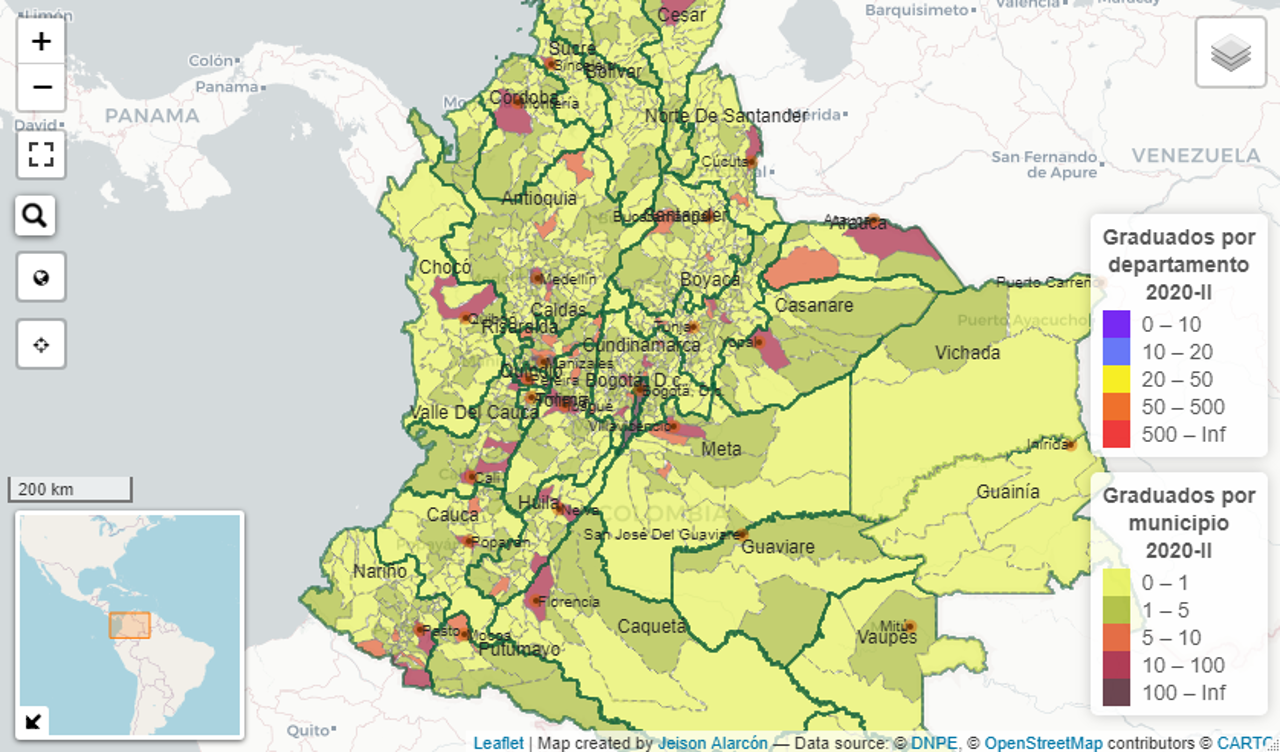 Limón
Barquisimeto
Valencia
Maracay
Cesar
+
−
Sucre
Sincelejo
Bolívar
Colón
Panama
Córdoba
Montería
PANAMA
David
Norte De Santander
Mérida
San Fernando
de Apure
VENEZUELA
Cúcuta
Antioquia
Santander
Arauca
Chocó
Medellín
Boyacá
Puerto Carreño
Casanare
Caldas
Quibdó
Risaralda
Tunja
Puerto Ayacucho
Cundinamarca
Yopal
Vichada
Manizales
Quindío
Pereira
Bogotá, D.c.
Bogotá, D.c.
Tolima
Ibagué
Valle Del Cauca
Villavicencio
Meta
Inírida
Cali
Guainía
200 km
Huila
Neiva
Cauca
COLOMBIA
San José Del Guaviare
Popayán
Guaviare
Nariño
Florencia
Caquetá
Pasto
Mocoa
Mitú
Vaupés
Putumayo
Quito
Graduados por
departamento
2020-II
0 – 10
10 – 20
20 – 50
50 – 500
500 – Inf
Graduados por
municipio
2020-II
0 – 1
1 – 5
5 – 10
10 – 100
100 – Inf
Leaflet | Map created by Jeison Alarcón — Data source: © DNPE, © OpenStreetMap contributors © CARTO